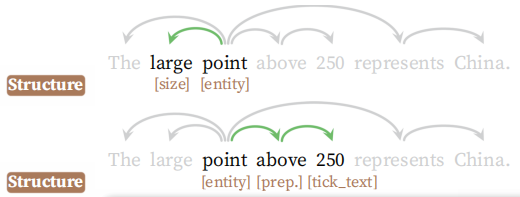 The large point above 250 represents China.
Structure
[size] [entity]
The large point above 250 represents China.
Structure
[entity] [prep.] [tick_text]